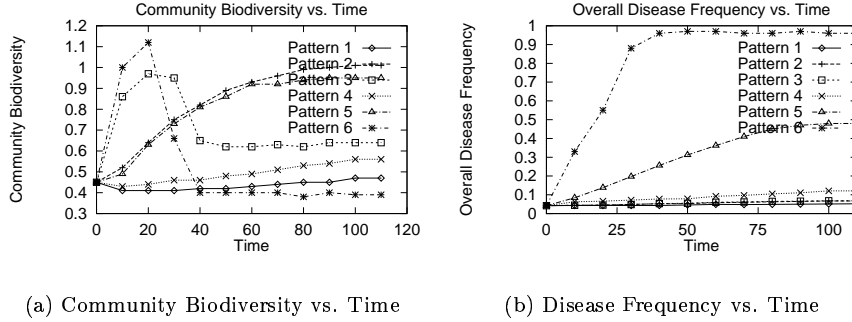 Community Biodiversity vs. Time
Community Biodiversity
1.2
1.1
1
0.9
0.8
0.7
0.6
0.5
0.4
0.3
0 20 40 60 80 100 120
Time
Pattern 1
Pattern 2
Pattern 3
Pattern 4
Pattern 5
Pattern 6
(a) Community Biodiversity vs. Time
Overall Disease Frequency vs. Time
Overall Disease Frequency
1
0.9
0.8
0.7
0.6
0.5
0.4
0.3
0.2
0.1
0
0 25 50 75 100
Time
Pattern 1
Pattern 2
Pattern 3
Pattern 4
Pattern 5
Pattern 6
(b) Disease Frequency vs. Time